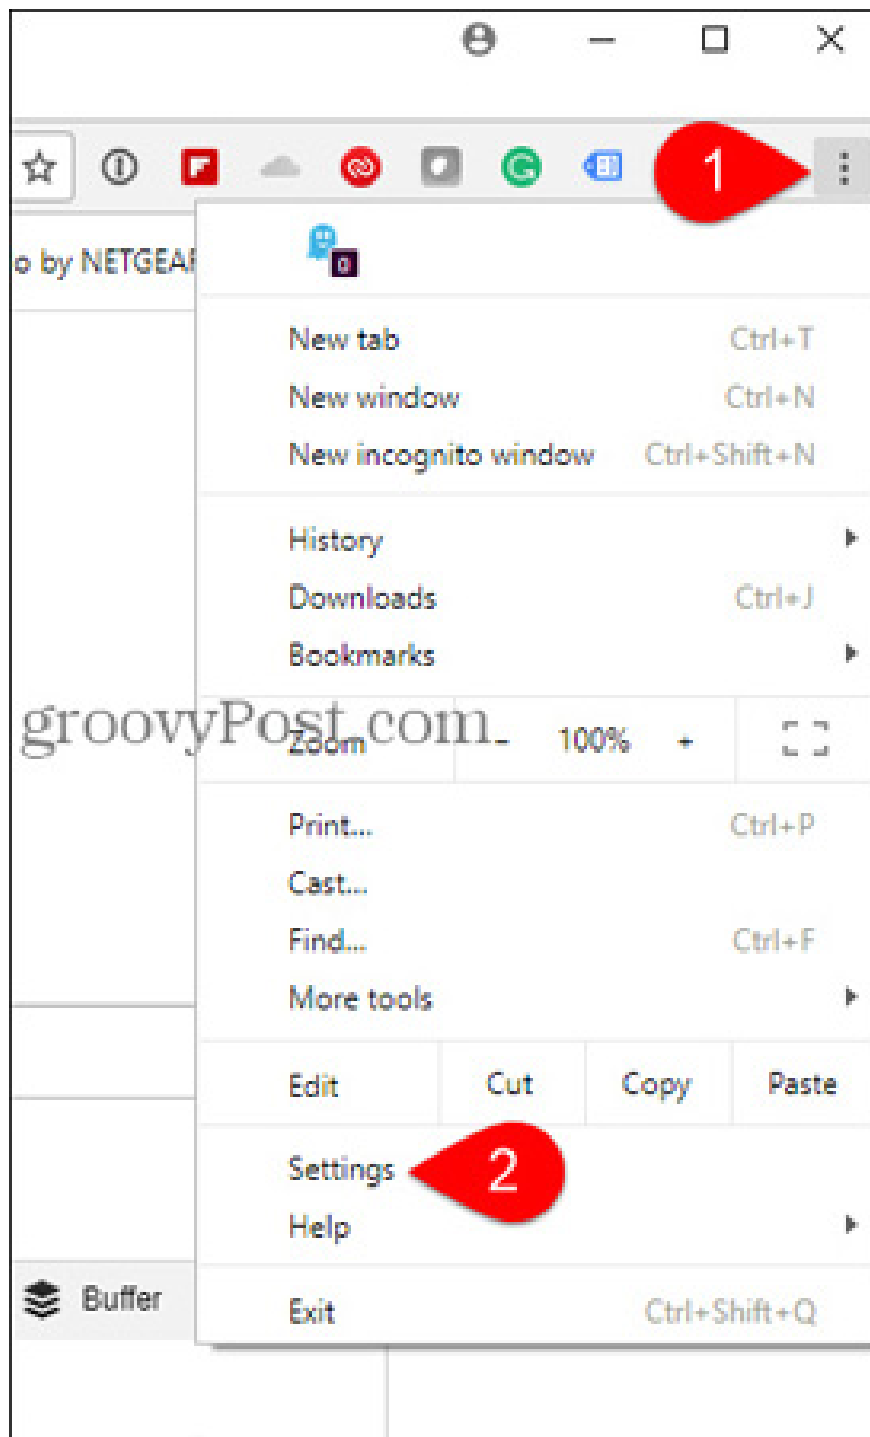 1
o by NETGEAR
0
New tab Ctrl+T
New window Ctrl+N
New incognito window Ctrl+Shift+N
History
Downloads Ctrl+J
Bookmarks
groovyPost.com
Zoom - 100% +
Print... Ctrl+P
Cast...
Find... Ctrl+F
More tools
Edit Cut Copy Paste
Settings 2
Help
Buffer
Exit Ctrl+Shift+Q